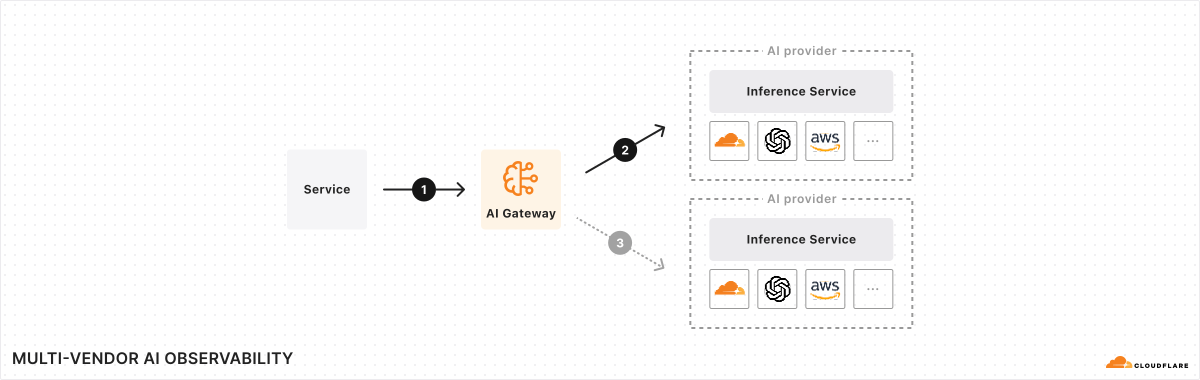 AI provider
Inference Service
aws
...
Service
1
AI Gateway
2
3
AI provider
Inference Service
aws
...
MULTI-VENDOR AI OBSERVABILITY
CLOUDFLARE